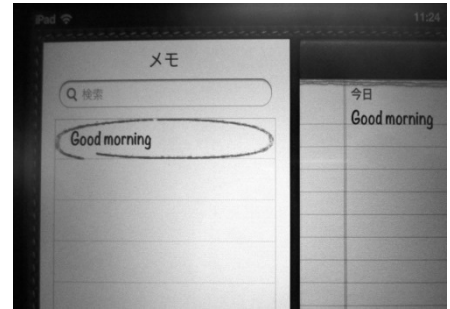 iPad 11:24
メモ
検索
Good morning
今日
Good morning